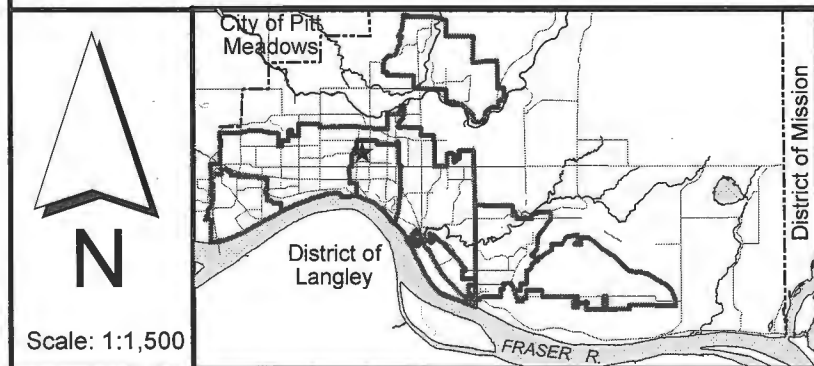 N
Scale: 1:1,500
City of Pitt
Meadows
District of
Langley
District of Mission
FRASER R.